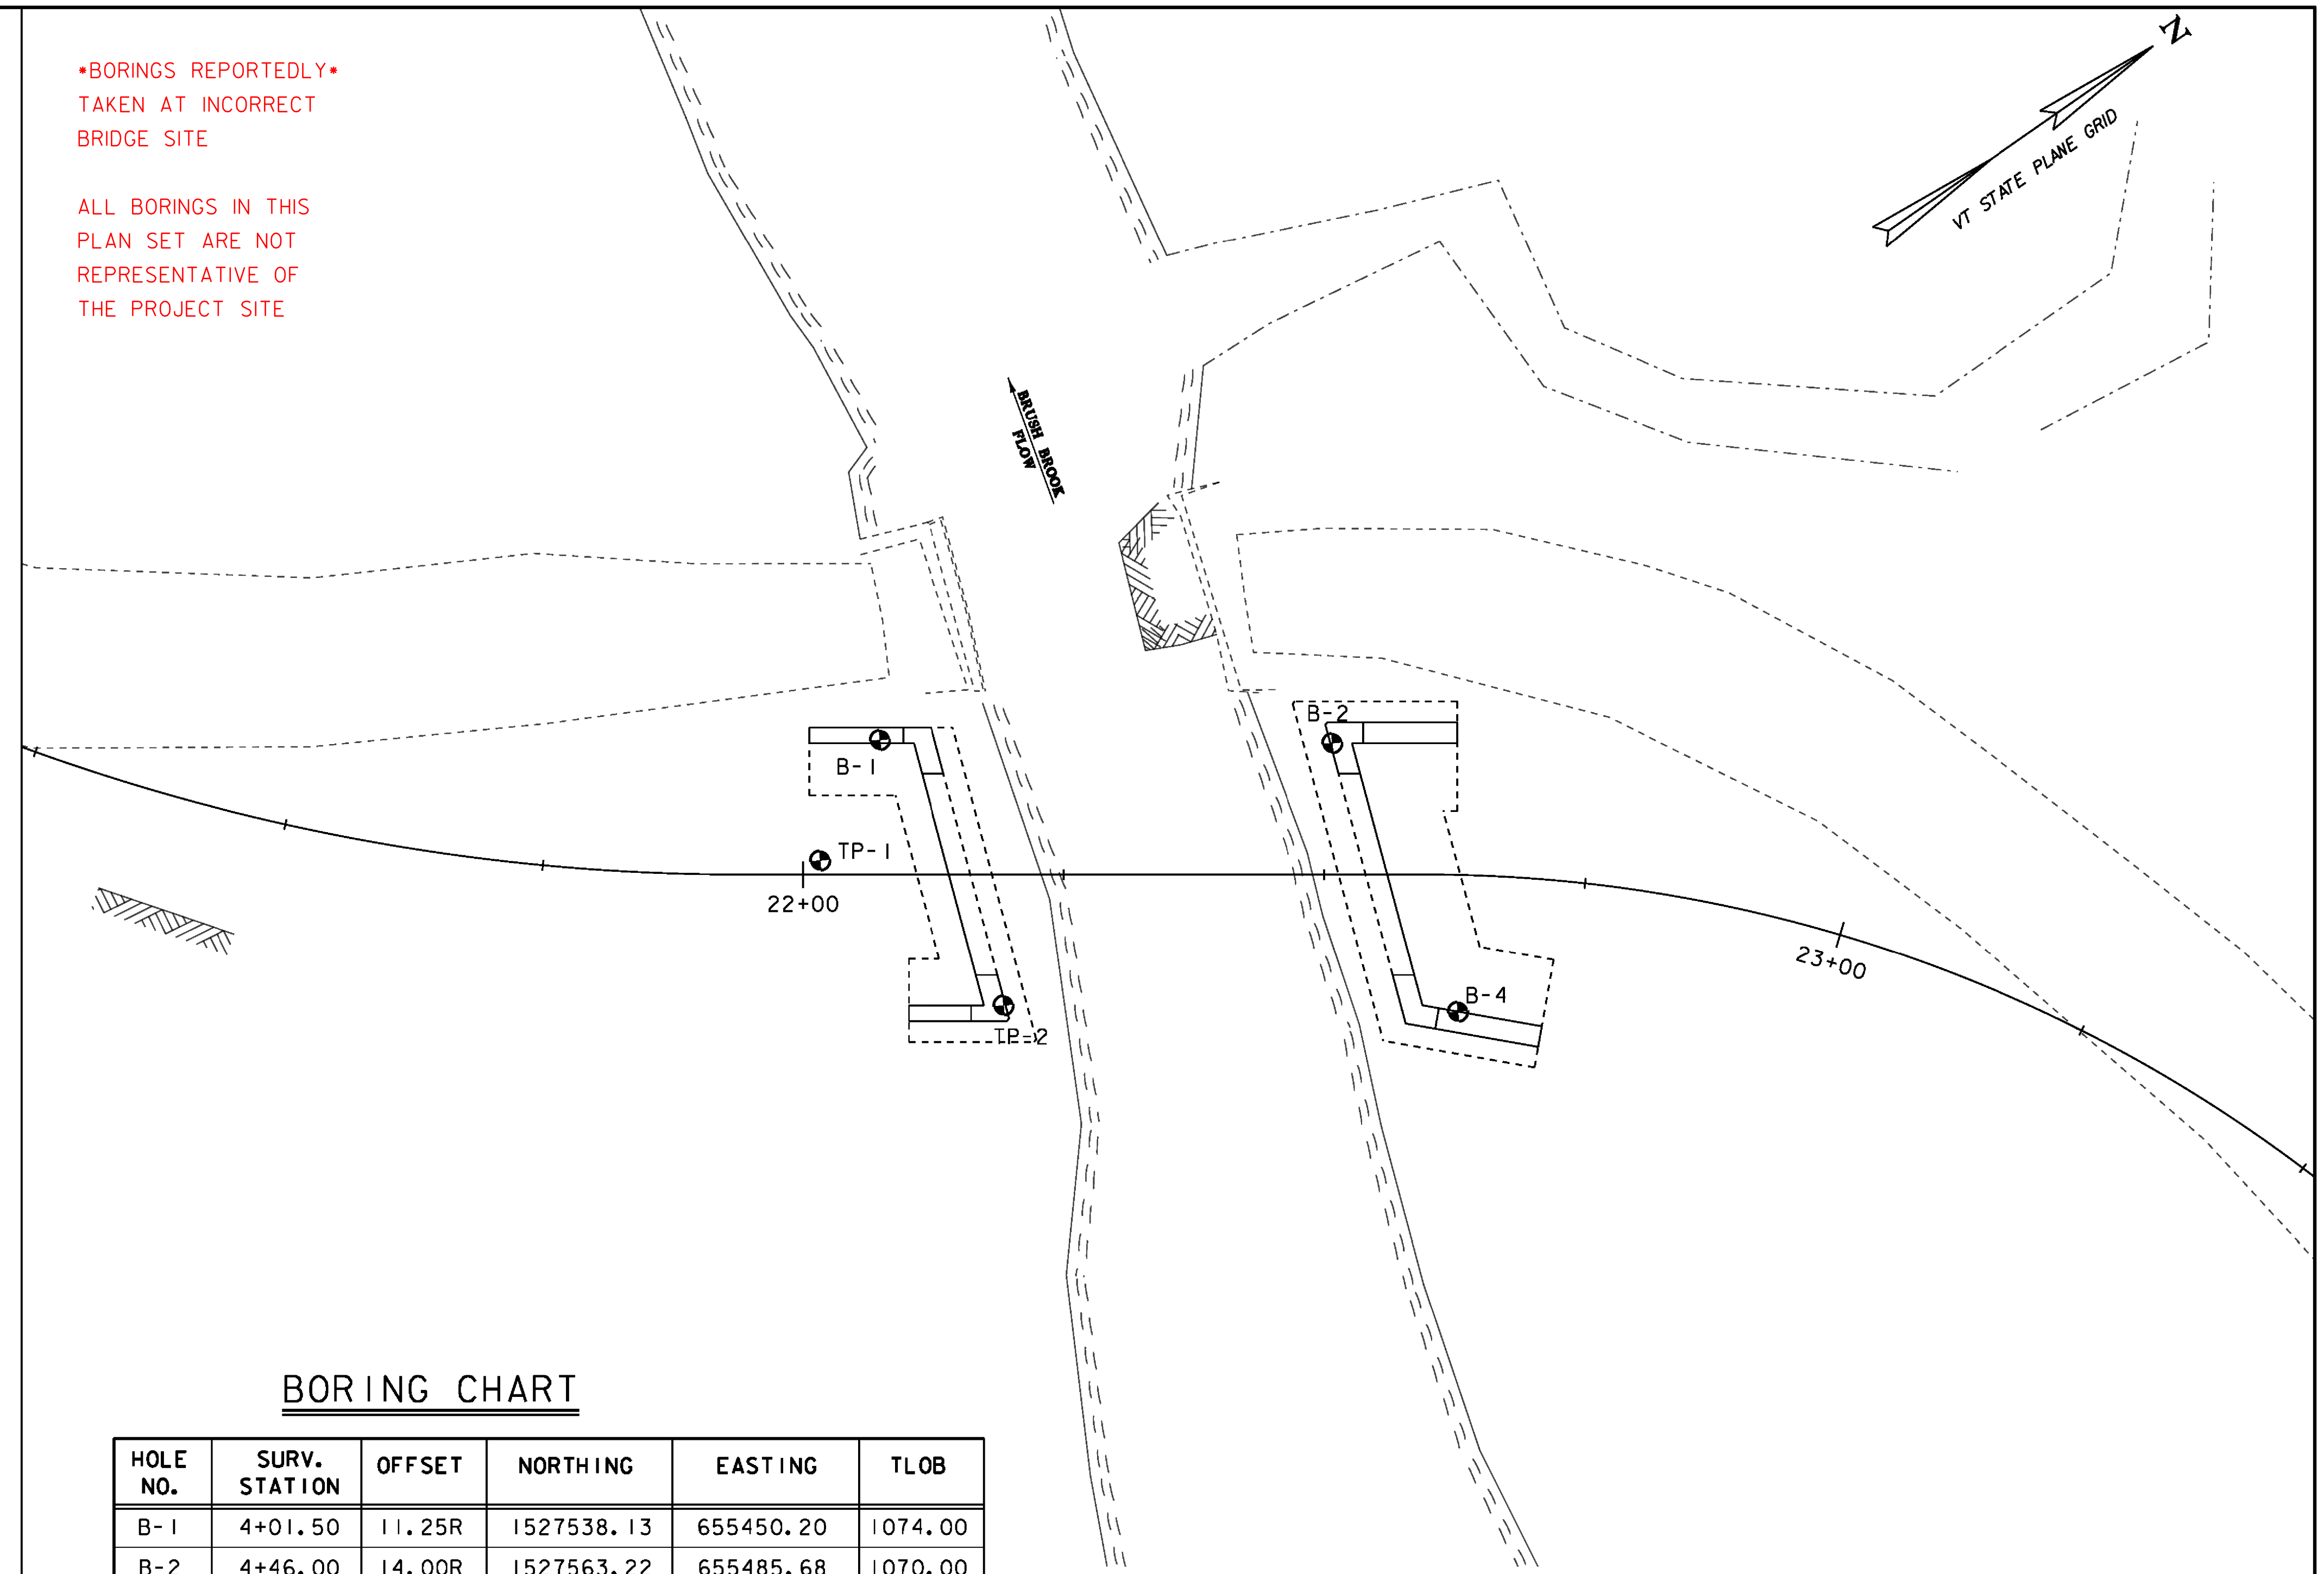 *BORINGS REPORTEDLY*
TAKEN AT INCORRECT
BRIDGE SITE
ALL BORINGS IN THIS
PLAN SET ARE NOT
REPRESENTATIVE OF
THE PROJECT SITE
N
VT STATE PLANE GRID
BRUSH BROOK
FLOW
B-2
B-1
TP-1
22+00
23+00
B-4
TP-2
BORING CHART
HOLE NO. SURV. STATION OFFSET NORTHING EASTING TLOB
B-1 4+01.50 11.25R 1527538.13 655450.20 1074.00
B-2 4+46.00 14.00R 1527563.22 655485.68 1070.00